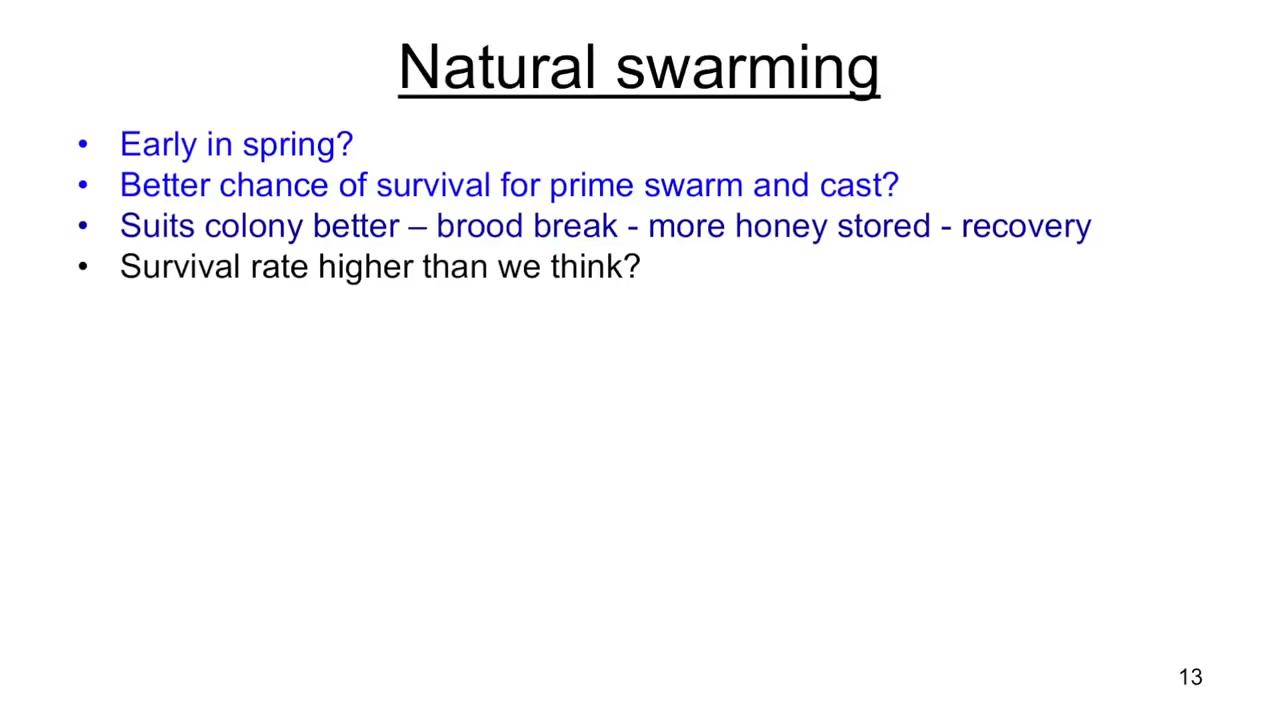 Natural swarming
• Early in spring?
• Better chance of survival for prime swarm and cast?
• Suits colony better – brood break - more honey stored - recovery
• Survival rate higher than we think?
13